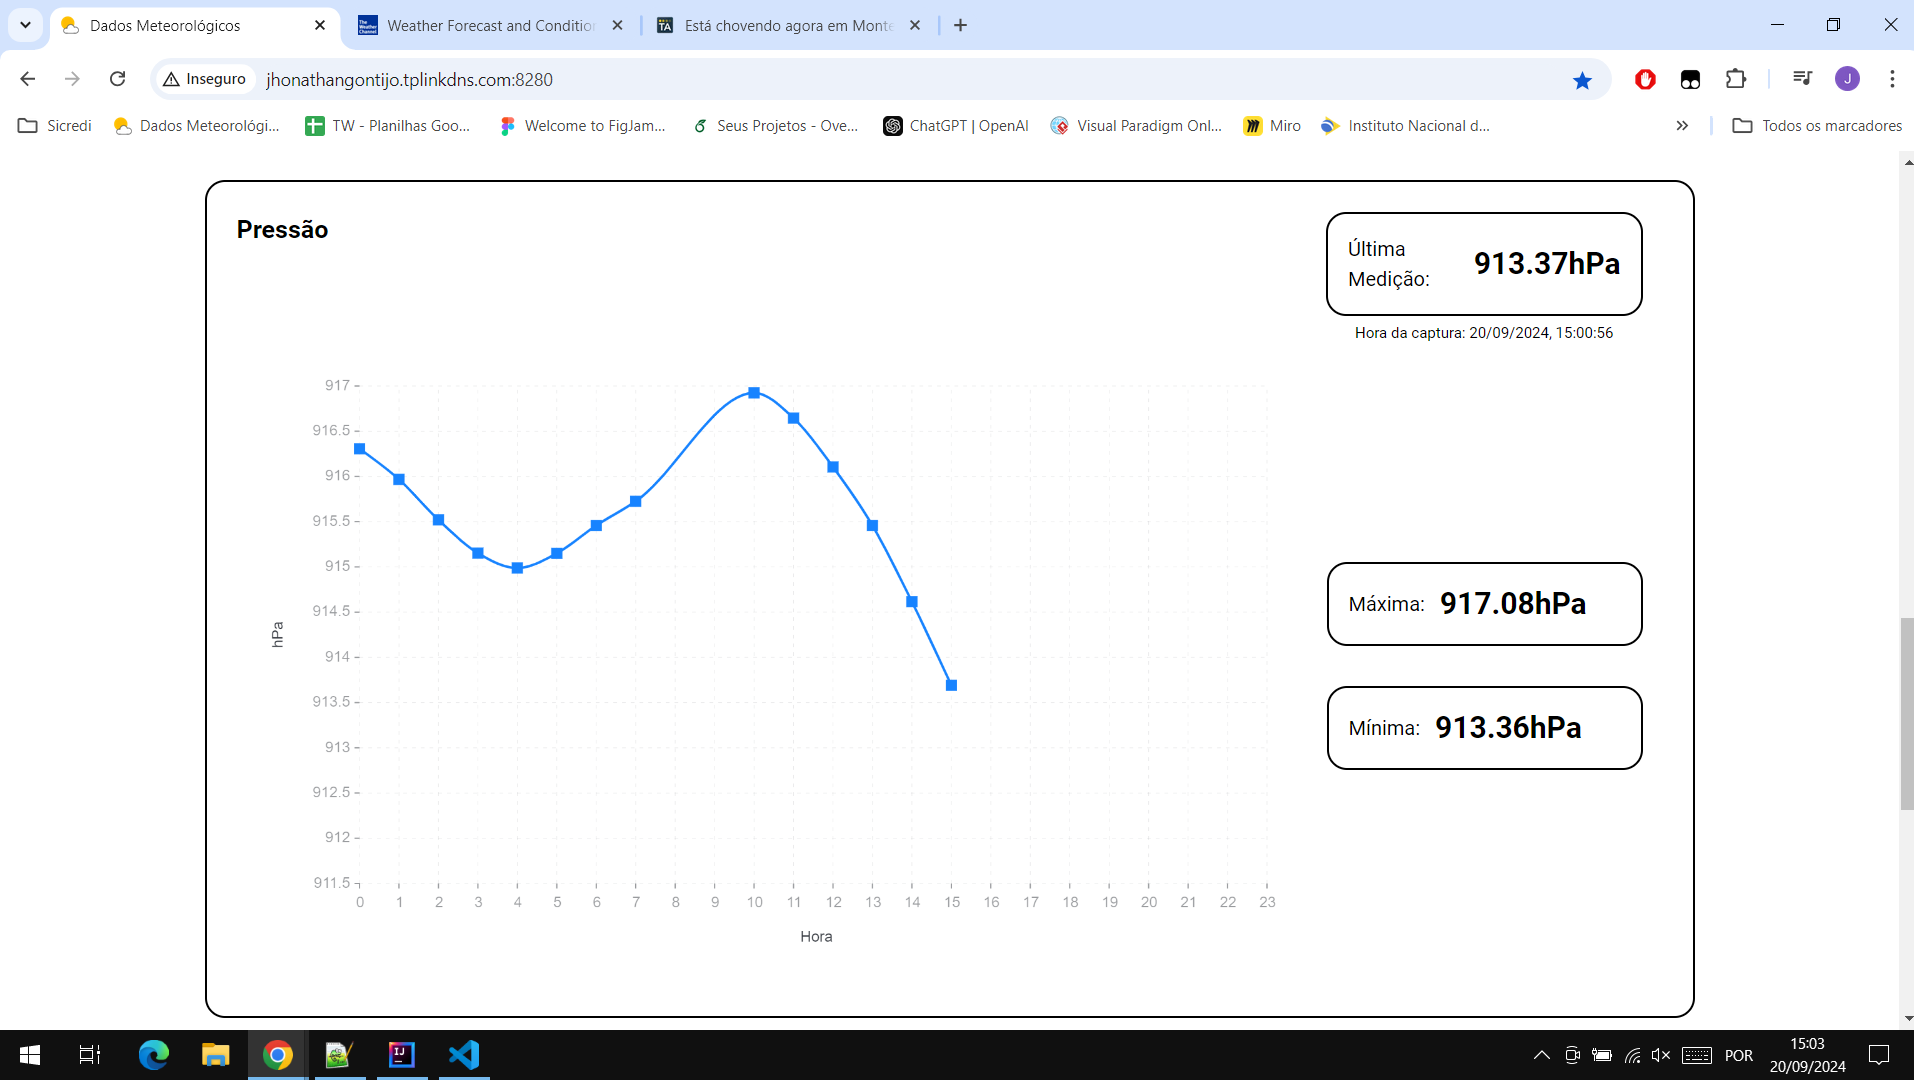 Dados Meteorológicos
Weather Forecast and Conditio
TA
Está chovendo agora em Monte
Inseguro
jhonathangontijo.tplinkdns.com:8280
J
Sicredi
Dados Meteorológi...
TW - Planilhas Goo...
Welcome to FigJam...
Seus Projetos - Ove...
ChatGPT | OpenAI
Visual Paradigm Onl...
Miro
Instituto Nacional d...
Todos os marcadores
Pressão
Última
Medição:
913.37hPa
Hora da captura: 20/09/2024, 15:00:56
917
916.5
916
915.5
915
914.5
914
913.5
913
912.5
912
911.5
hPa
0 1 2 3 4 5 6 7 8 9 10 11 12 13 14 15 16 17 18 19 20 21 22 23
Hora
Máxima: 917.08hPa
Mínima: 913.36hPa
IJ
POR
15:03
20/09/2024